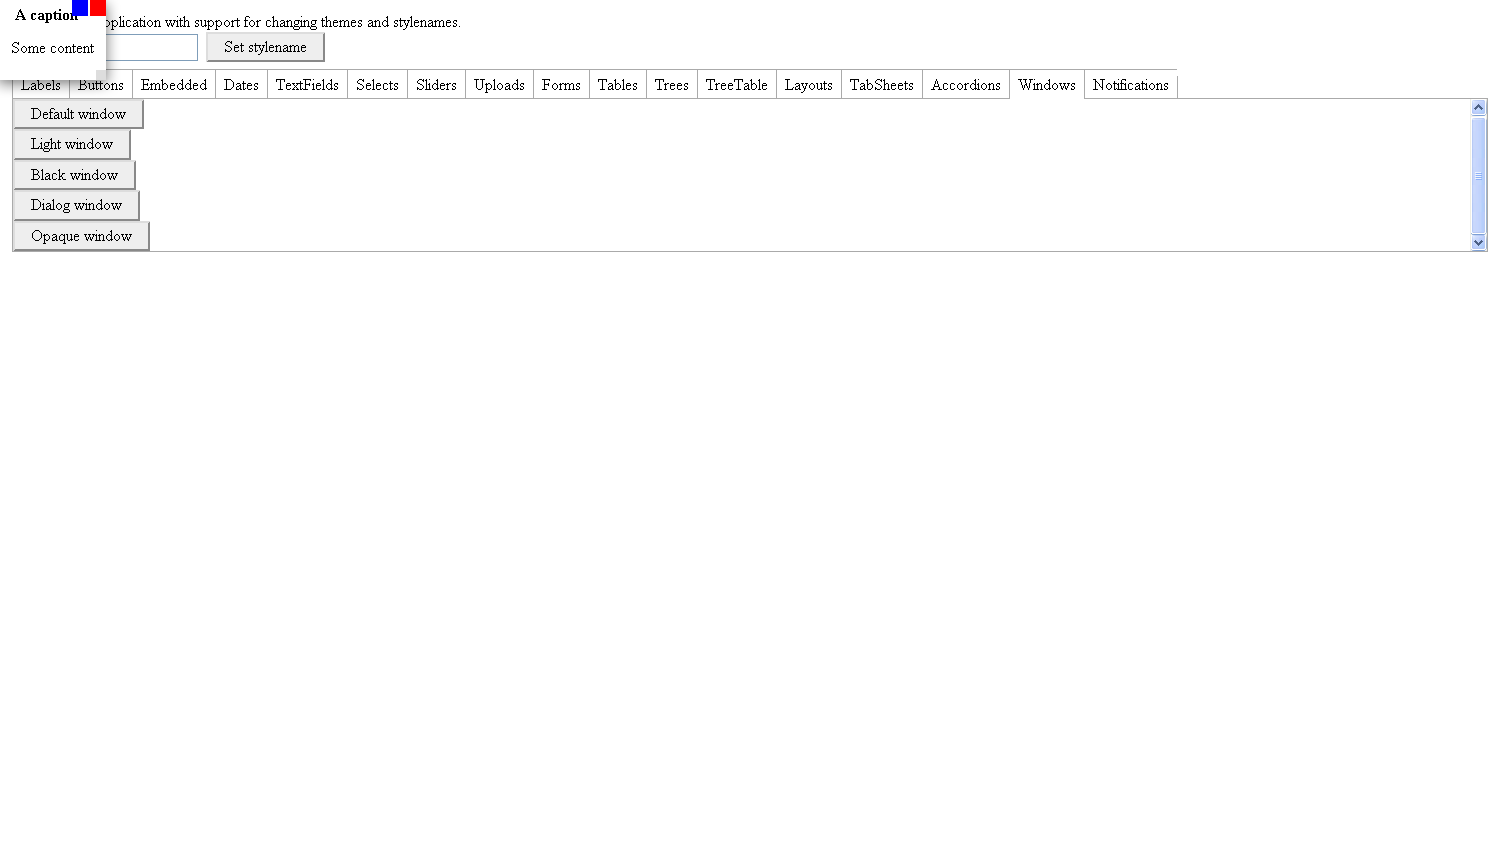 A caption
plication with support for changing themes and stylenames.
Some content
Set stylename
Labels Buttons Embedded Dates TextFields Selects Sliders Uploads Forms Tables Trees TreeTable Layouts TabSheets Accordions Windows Notifications
Default window
Light window
Black window
Dialog window
Opaque window